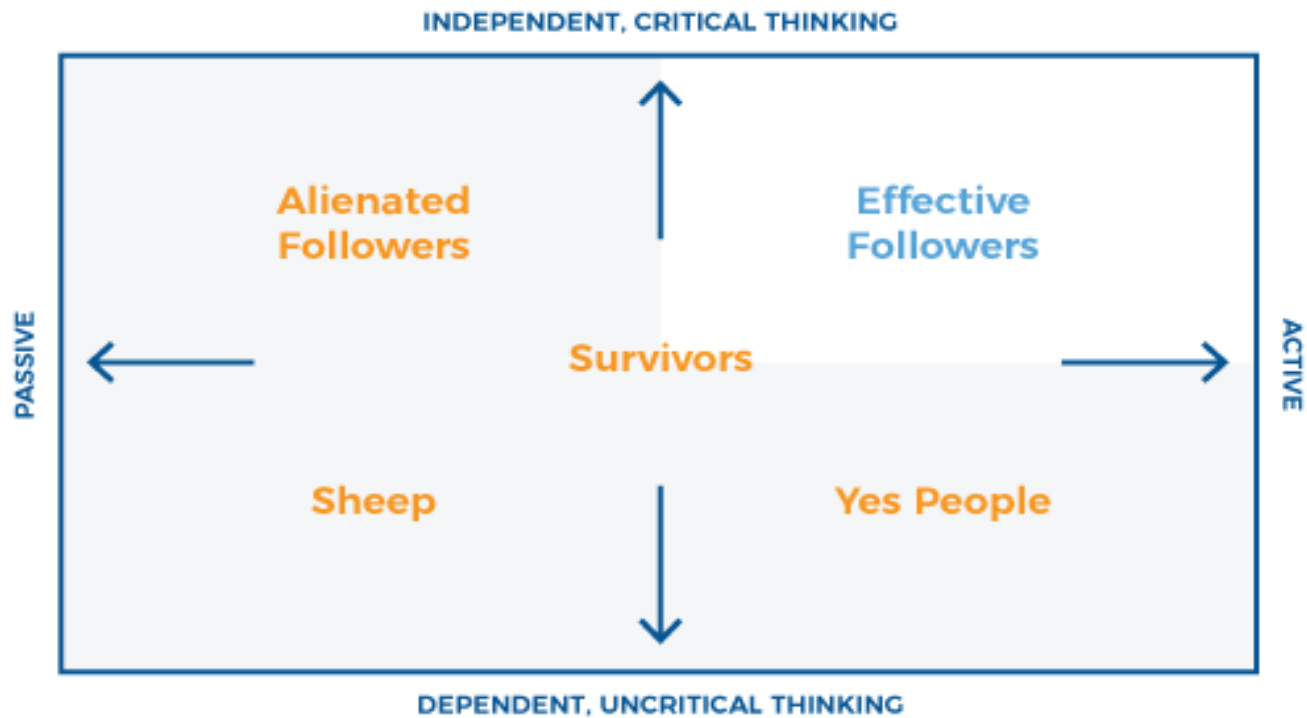 INDEPENDENT, CRITICAL THINKING
Alienated
Followers
Effective
Followers
PASSIVE
Survivors
ACTIVE
Sheep
Yes People
DEPENDENT, UNCRITICAL THINKING